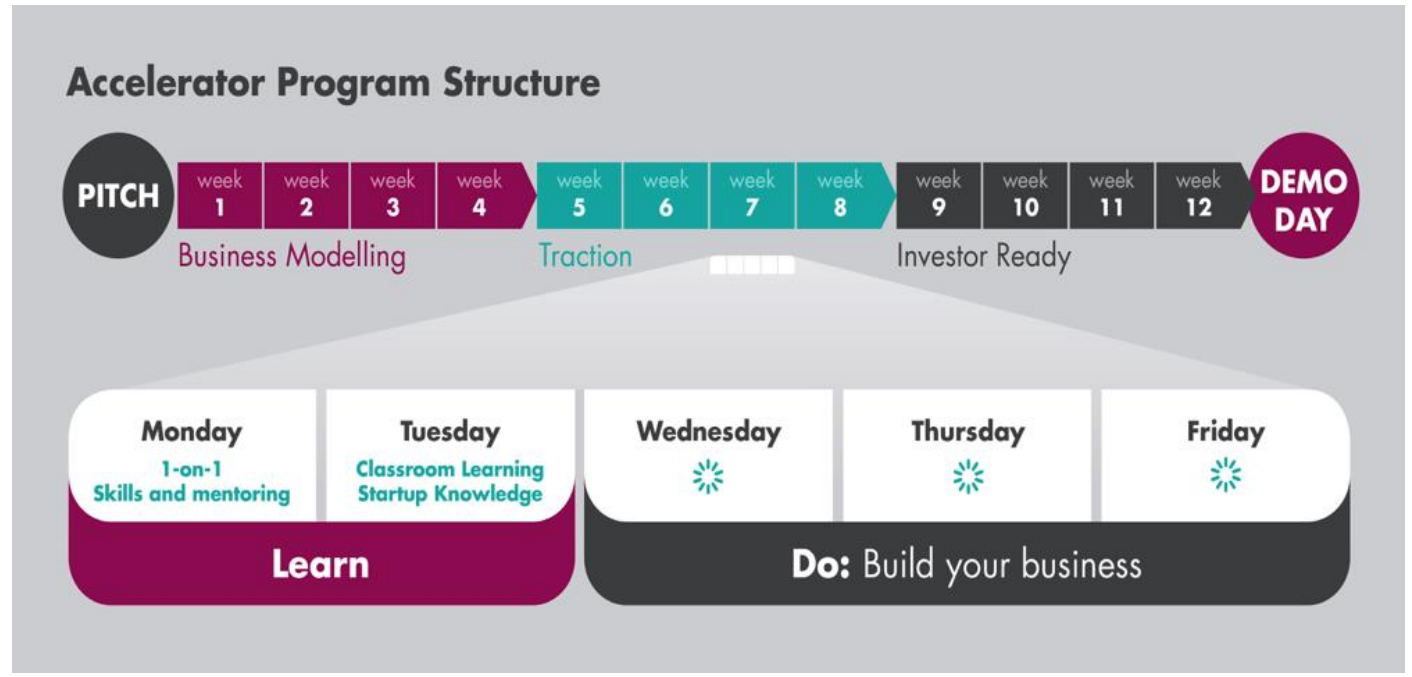 Accelerator Program Structure
PITCH
week 1
week 2
week 3
week 4
week 5
week 6
week 7
week 8
week 9
week 10
week 11
week 12
DEMO
DAY
Business Modelling
Traction
Investor Ready
Monday
1-on-1
Skills and mentoring
Tuesday
Classroom Learning
Startup Knowledge
Wednesday
Thursday
Friday
Learn
Do: Build your business